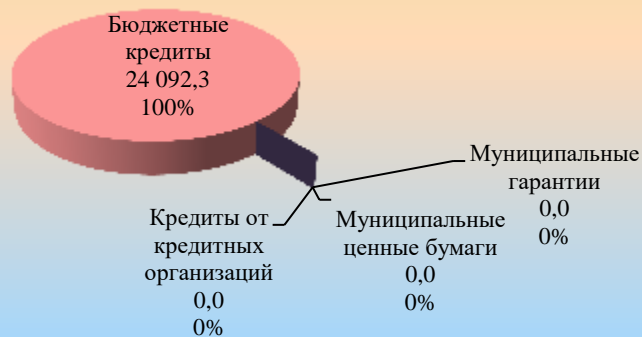 Бюджетные
кредиты
24 092,3
100%
Муниципальные
гарантии
0,0
0%
Кредиты от
кредитных
организаций
0,0
0%
Муниципальные
ценные бумаги
0,0
0%